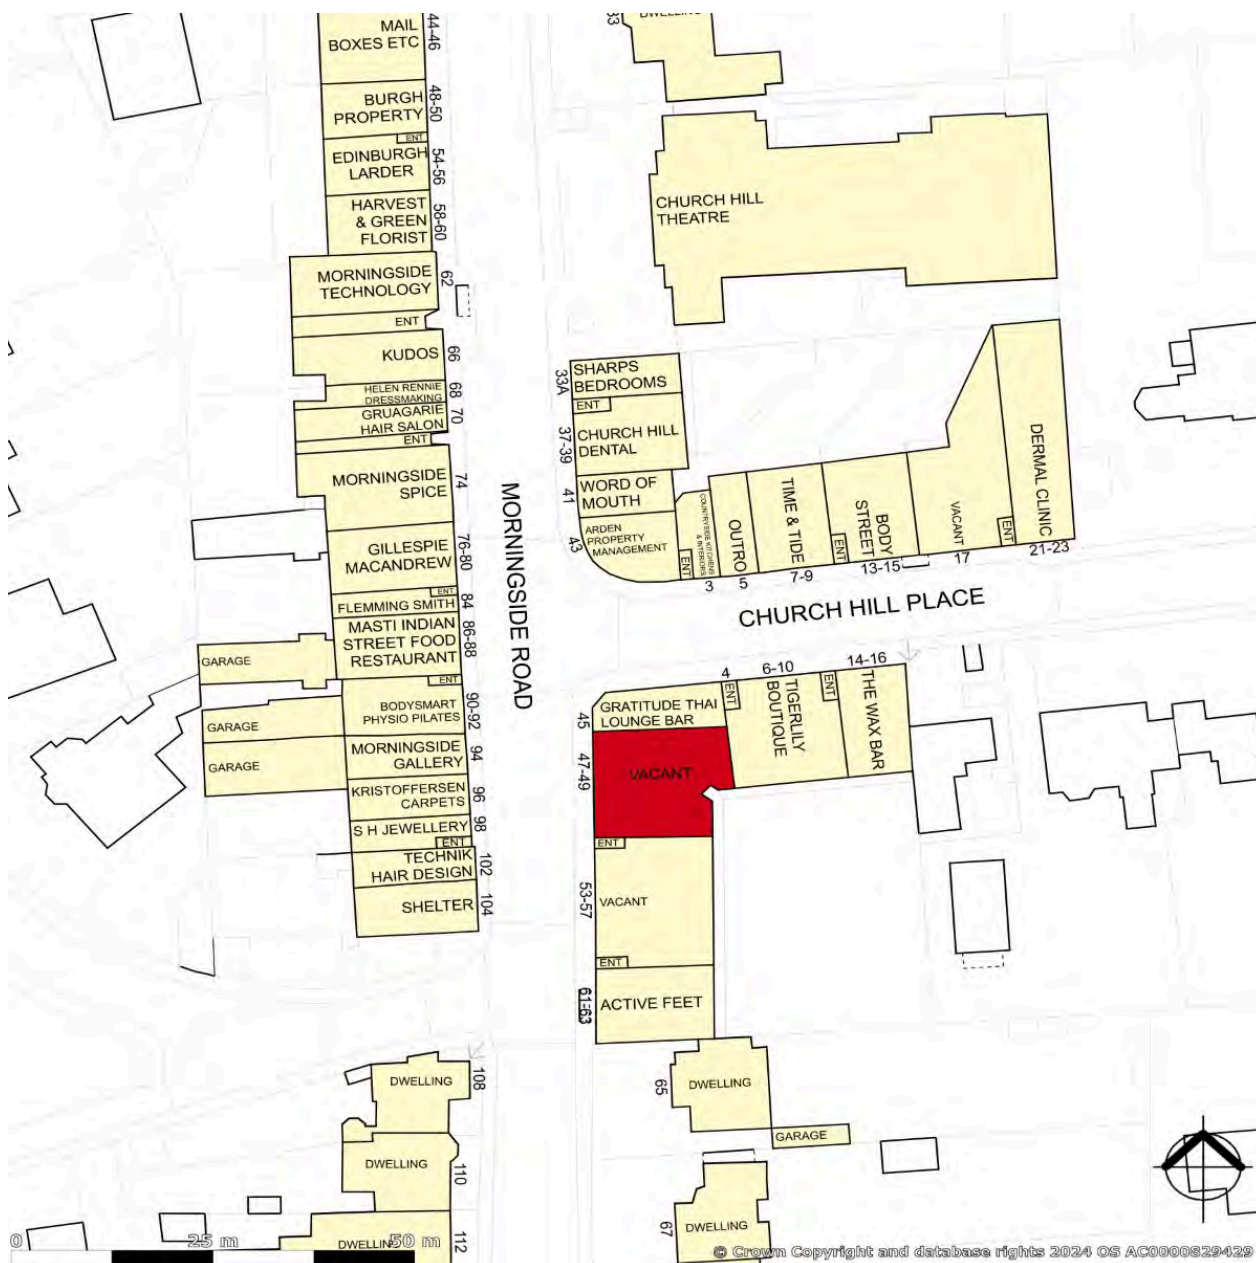 MAIL
BOXES ETC
44-46
BURGH
PROPERTY
48-50
ENT
EDINBURGH
LARDER
54-56
HARVEST
& GREEN
FLORIST
58-60
MORNINGSIDE
TECHNOLOGY
62
ENT
KUDOS
66
HELEN RENNIE
DRESSMAKING
68
GRUAGARIE
HAIR SALON
70
ENT
MORNINGSIDE
SPICE
74
GILLESPIE
MACANDREW
76-80
ENT
FLEMMING SMITH
84
MASTI INDIAN
STREET FOOD
RESTAURANT
86-88
GARAGE
ENT
BODYSMART
PHYSIO PILATES
90-92
GARAGE
MORNINGSIDE
GALLERY
94
GARAGE
KRISTOFFERSEN
CARPETS
96
S H JEWELLERY
98
ENT
TECHNIK
HAIR DESIGN
102
SHELTER
104
DWELLING
108
DWELLING
110
DWELLING
112
MORNINGSIDE ROAD
DWELLING
33
CHURCH HILL
THEATRE
SHARPS
BEDROOMS
33A
ENT
CHURCH HILL
DENTAL
37-39
WORD OF
MOUTH
41
ARDEN
PROPERTY
MANAGEMENT
43
ENT
COUNTRYSIDE KITCHENS
& INTERIORS
3
OUTRO
5
TIME & TIDE
7-9
ENT
BODY
STREET
13-15
VACANT
17
ENT
DERMAL CLINIC
21-23
CHURCH HILL PLACE
GRATITUDE THAI
LOUNGE BAR
45
4
ENT
6-10
TIGERLILY
BOUTIQUE
ENT
14-16
THE WAX BAR
VACANT
47-49
ENT
VACANT
53-57
ENT
ACTIVE FEET
61-63
DWELLING
65
GARAGE
DWELLING
67
0 25 m 50 m
© Crown Copyright and database rights 2024 OS AC0000829429